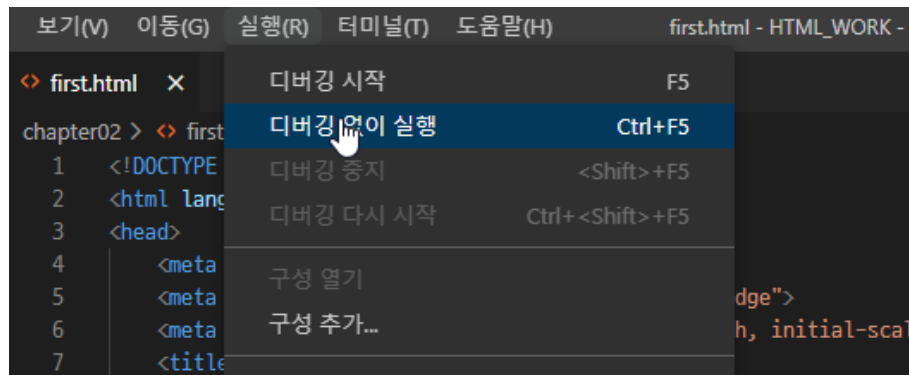 보기(V) 이동(G) 실행(R) 터미널(T) 도움말(H) first.html - HTML_WORK -
<> first.html ×
디버깅 시작 F5
chapter02 > <> first
디버깅 없이 실행 Ctrl+F5
1 <!DOCTYPE
디버깅 중지 <Shift>+F5
2 <html lang
디버깅 다시 시작 Ctrl+<Shift>+F5
3 <head>
4 <meta
구성 열기
5 <meta dge">
구성 추가...
6 <meta h, initial-scal
7 <title